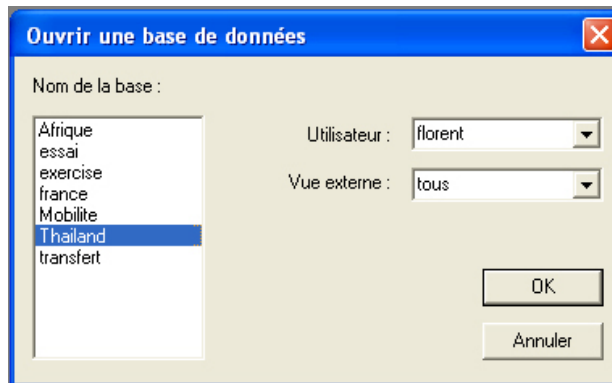 Ouvrir une base de données
Nom de la base :
Afrique
essai
exercise
france
Mobilite
Thailand
transfert
Utilisateur :
florent
Vue externe :
tous
OK
Annuler